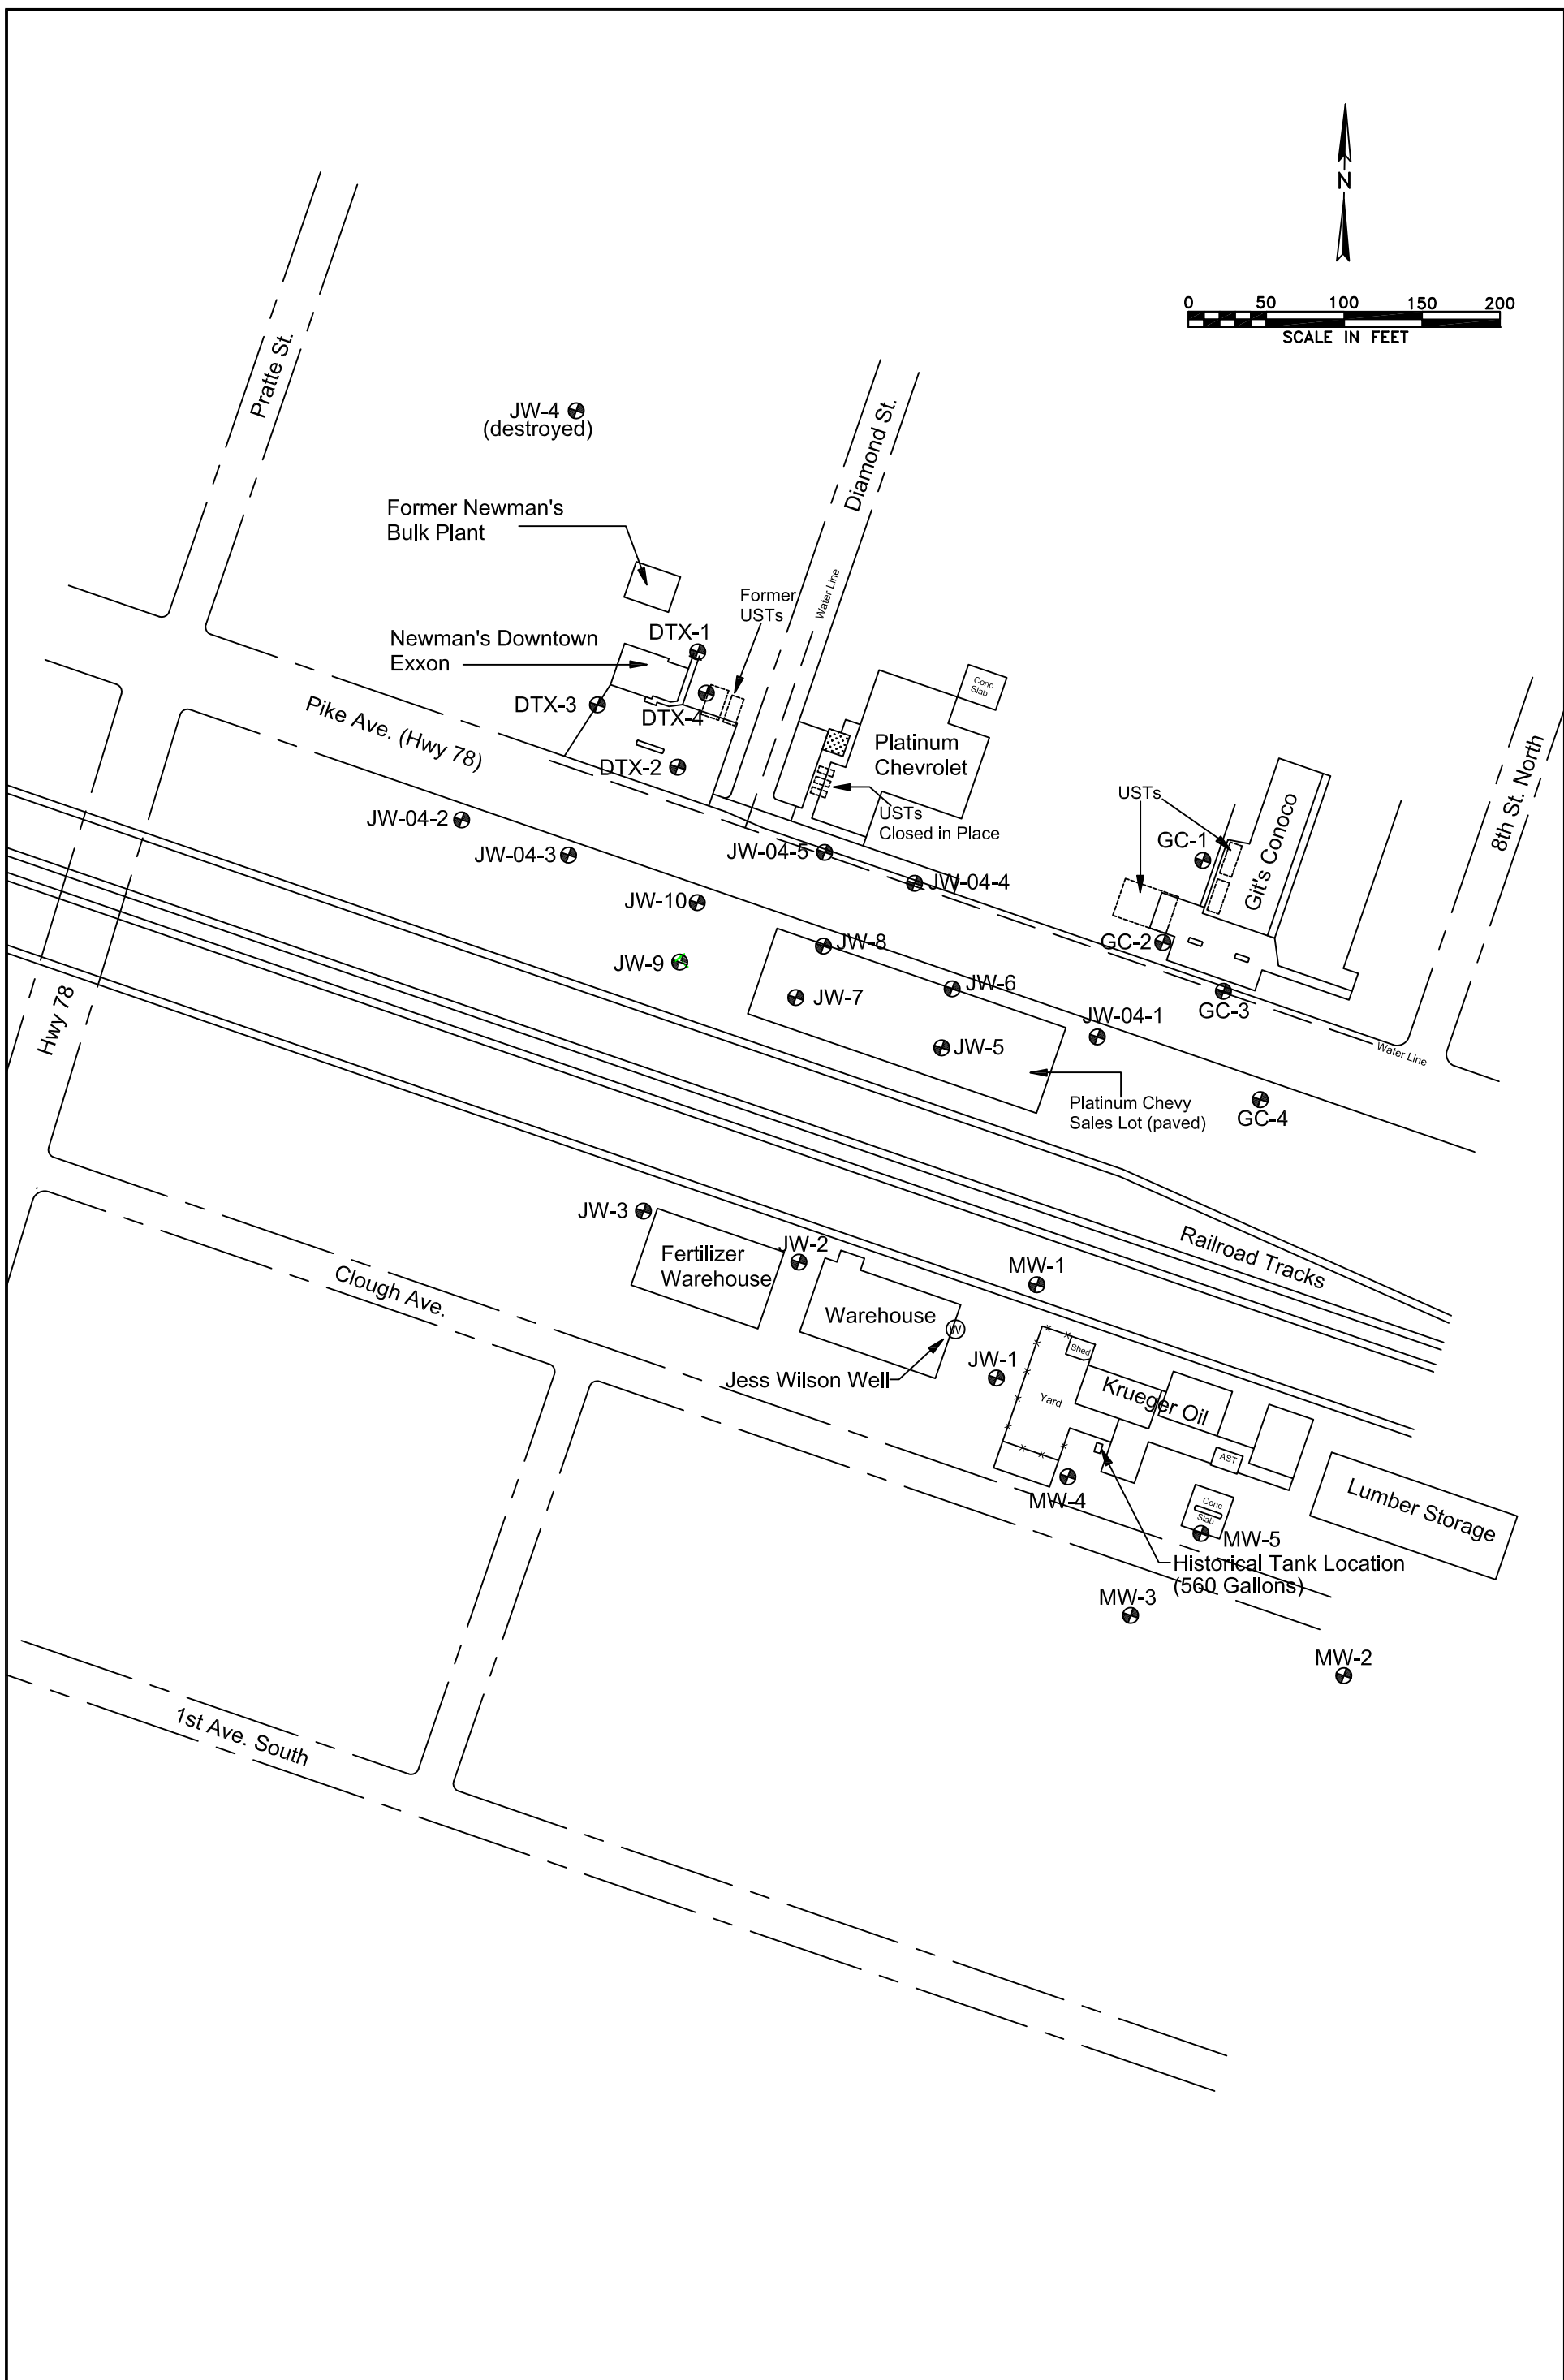 N
0 50 100 150 200
SCALE IN FEET
Pratte St.
JW-4
(destroyed)
Diamond St.
Former Newman's
Bulk Plant
Water Line
Former
USTs
Newman's Downtown
Exxon
DTX-1
DTX-3
DTX-4
DTX-2
Conc
Slab
Platinum
Chevrolet
USTs
Closed in Place
Pike Ave. (Hwy 78)
8th St. North
USTs
Git's Conoco
GC-1
GC-2
GC-3
GC-4
JW-04-2
JW-04-3
JW-04-5
JW-04-4
JW-10
JW-8
JW-9
JW-7
JW-6
JW-5
JW-04-1
Water Line
Hwy 78
Platinum Chevy
Sales Lot (paved)
Railroad Tracks
JW-3
JW-2
MW-1
Fertilizer
Warehouse
Clough Ave.
Warehouse
W
Jess Wilson Well
JW-1
Shed
Yard
Krueger Oil
AST
Lumber Storage
MW-4
Conc
Slab
MW-5
Historical Tank Location
(560 Gallons)
MW-3
MW-2
1st Ave. South